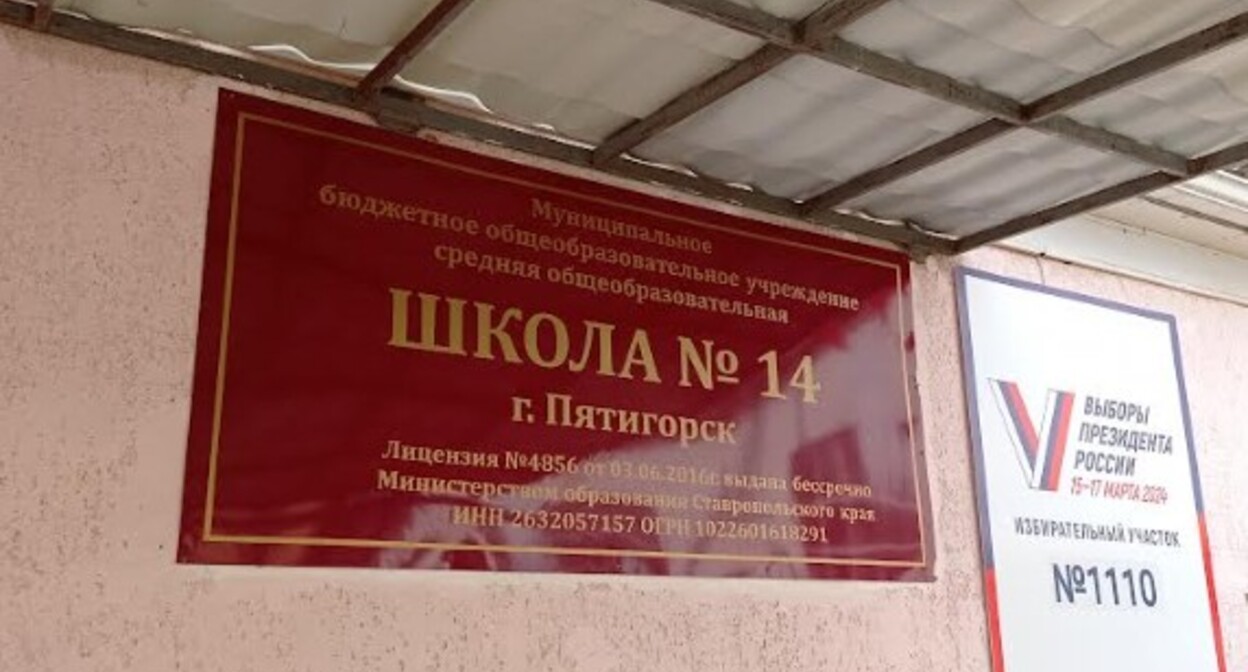 Муниципальное
бюджетное общеобразовательное учреждение
средняя общеобразовательная
ШКОЛА № 14
г. Пятигорск
Лицензия №4856 от 03.06.2016г. выдана бессрочно
Министерством образования Ставропольского края
ИНН 2632057157 ОГРН 1022601618291
ВЫБОРЫ
ПРЕЗИДЕНТА
РОССИИ
15–17 МАРТА 2024
ИЗБИРАТЕЛЬНЫЙ УЧАСТОК
№1110